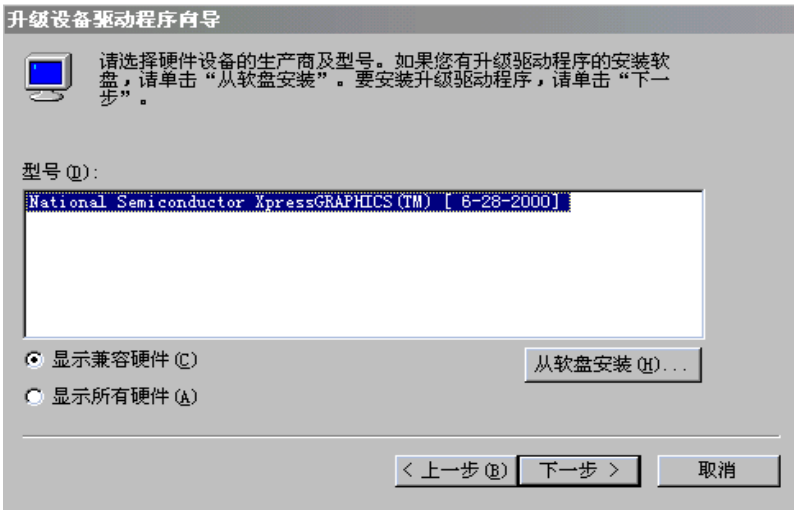 升级设备驱动程序向导
请选择硬件设备的生产商及型号。如果您有升级驱动程序的安装软
盘，请单击“从软盘安装”。要安装升级驱动程序，请单击“下一
步”。
型号(D):
National Semiconductor XpressGRAPHICS(TM) [ 6-28-2000]
显示兼容硬件(C)
从软盘安装(H)...
显示所有硬件(A)
< 上一步(B) 下一步 > 取消